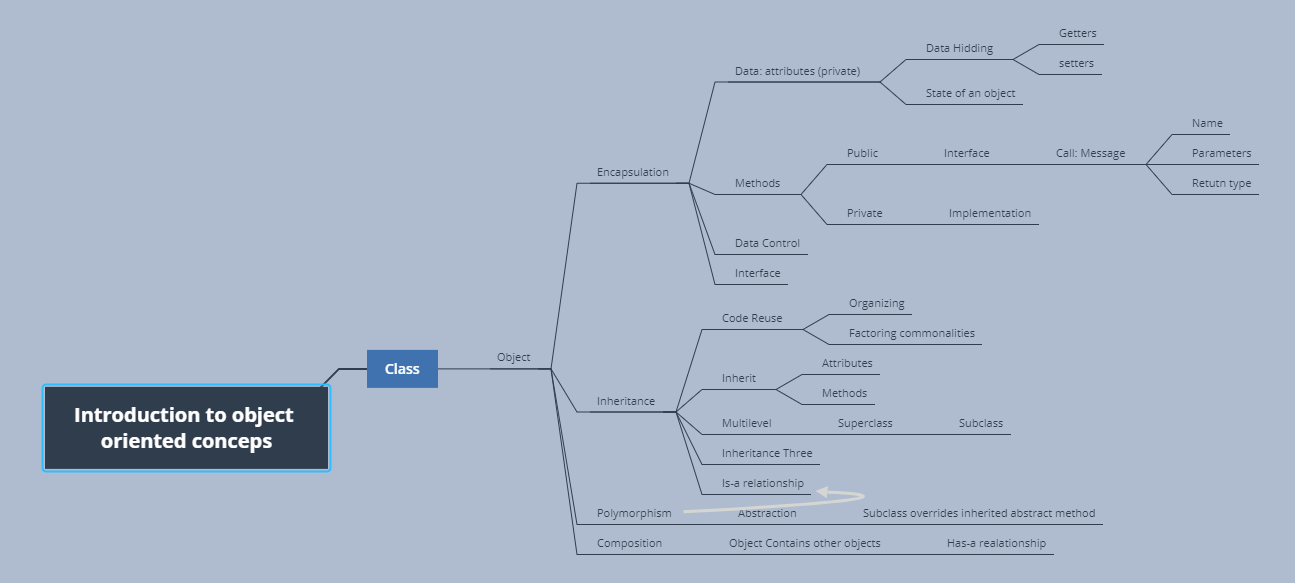 Introduction to object
oriented conceps
Class
Object
Encapsulation
Data: attributes (private)
Data Hidding
Getters
setters
State of an object
Methods
Public
Interface
Call: Message
Name
Parameters
Retutn type
Private
Implementation
Data Control
Interface
Inheritance
Code Reuse
Organizing
Factoring commonalities
Inherit
Attributes
Methods
Multilevel
Superclass
Subclass
Inheritance Three
Is-a relationship
Polymorphism
Abstraction
Subclass overrides inherited abstract method
Composition
Object Contains other objects
Has-a realationship